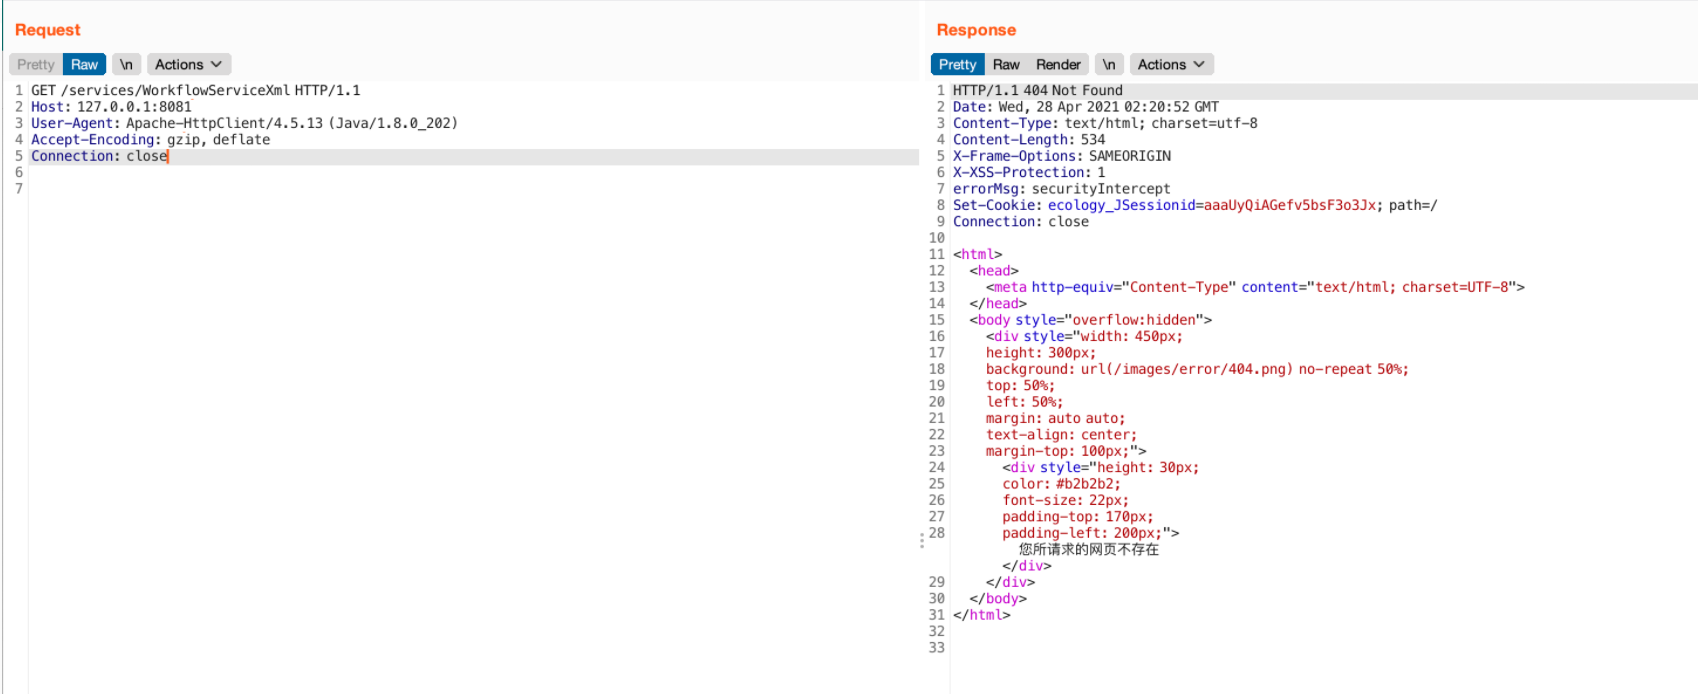 Request
Pretty Raw \n Actions
1 GET /services/WorkflowServiceXml HTTP/1.1
2 Host: 127.0.0.1:8081
3 User-Agent: Apache-HttpClient/4.5.13 (Java/1.8.0_202)
4 Accept-Encoding: gzip, deflate
5 Connection: close
6
7
Response
Pretty Raw Render \n Actions
1 HTTP/1.1 404 Not Found
2 Date: Wed, 28 Apr 2021 02:20:52 GMT
3 Content-Type: text/html; charset=utf-8
4 Content-Length: 534
5 X-Frame-Options: SAMEORIGIN
6 X-XSS-Protection: 1
7 errorMsg: securityIntercept
8 Set-Cookie: ecology_JSessionid=aaaUyQiAGefv5bsF3o3Jx; path=/
9 Connection: close
10
11 <html>
12 <head>
13 <meta http-equiv="Content-Type" content="text/html; charset=UTF-8">
14 </head>
15 <body style="overflow:hidden">
16 <div style="width: 450px;
17 height: 300px;
18 background: url(/images/error/404.png) no-repeat 50%;
19 top: 50%;
20 left: 50%;
21 margin: auto auto;
22 text-align: center;
23 margin-top: 100px;">
24 <div style="height: 30px;
25 color: #b2b2b2;
26 font-size: 22px;
27 padding-top: 170px;
28 padding-left: 200px;">
您所请求的网页不存在
</div>
29 </div>
30 </body>
31 </html>
32
33